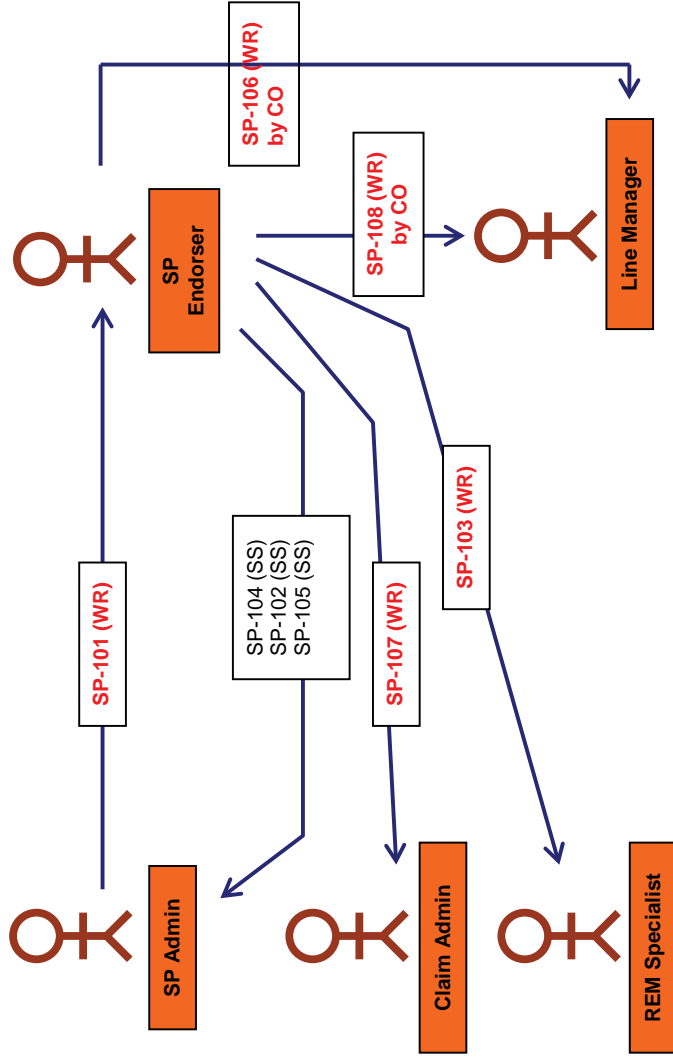 SP Admin
SP-101 (WR)
SP
Endorser
SP-106 (WR)
by CO
SP-104 (SS)
SP-102 (SS)
SP-105 (SS)
SP-108 (WR)
by CO
SP-107 (WR)
Claim Admin
SP-103 (WR)
REM Specialist
Line Manager